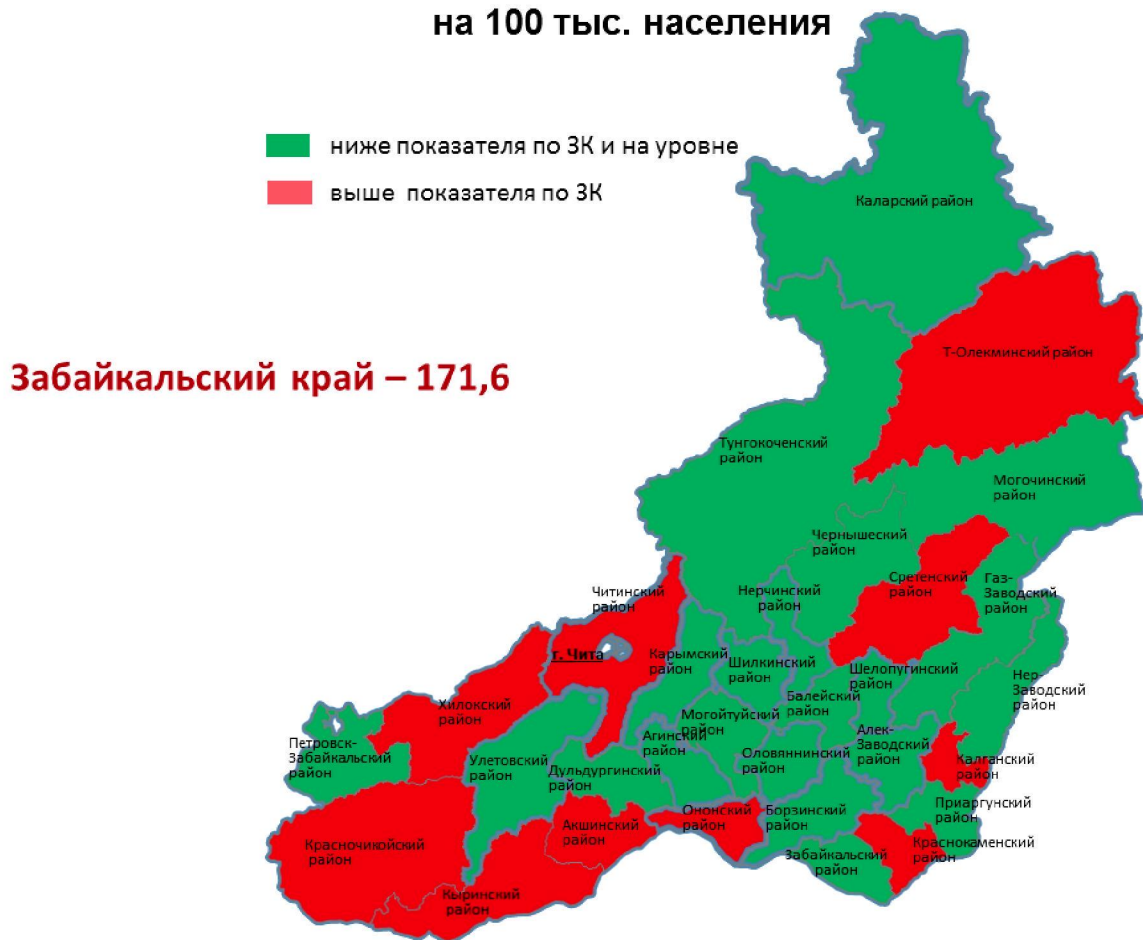 на 100 тыс. населения
ниже показателя по ЗК и на уровне
выше показателя по ЗК
Каларский район
Т-Олекминский район
Забайкальский край – 171,6
Тунгокоченский
район
Могочинский
район
Чернышеский
район
Сретенский
район
Газ-
Заводский
район
Нерчинский
район
Читинский
район
г. Чита
Карымский
район
Шилкинский
район
Шелопугинский
район
Балейский
район
Нер-
Заводский
район
Хилокский
район
Могойтуйский
район
Агинский
район
Оловяннинский
район
Алек-
Заводский
район
Калганский
район
Петровск-
Забайкальский
район
Улетовский
район
Дульдургинский
район
Приаргунский
район
Ононский
район
Борзинский
район
Акшинский
район
Краснокаменский
район
Красночикойский
район
Забайкальский
район
Кыринский
район